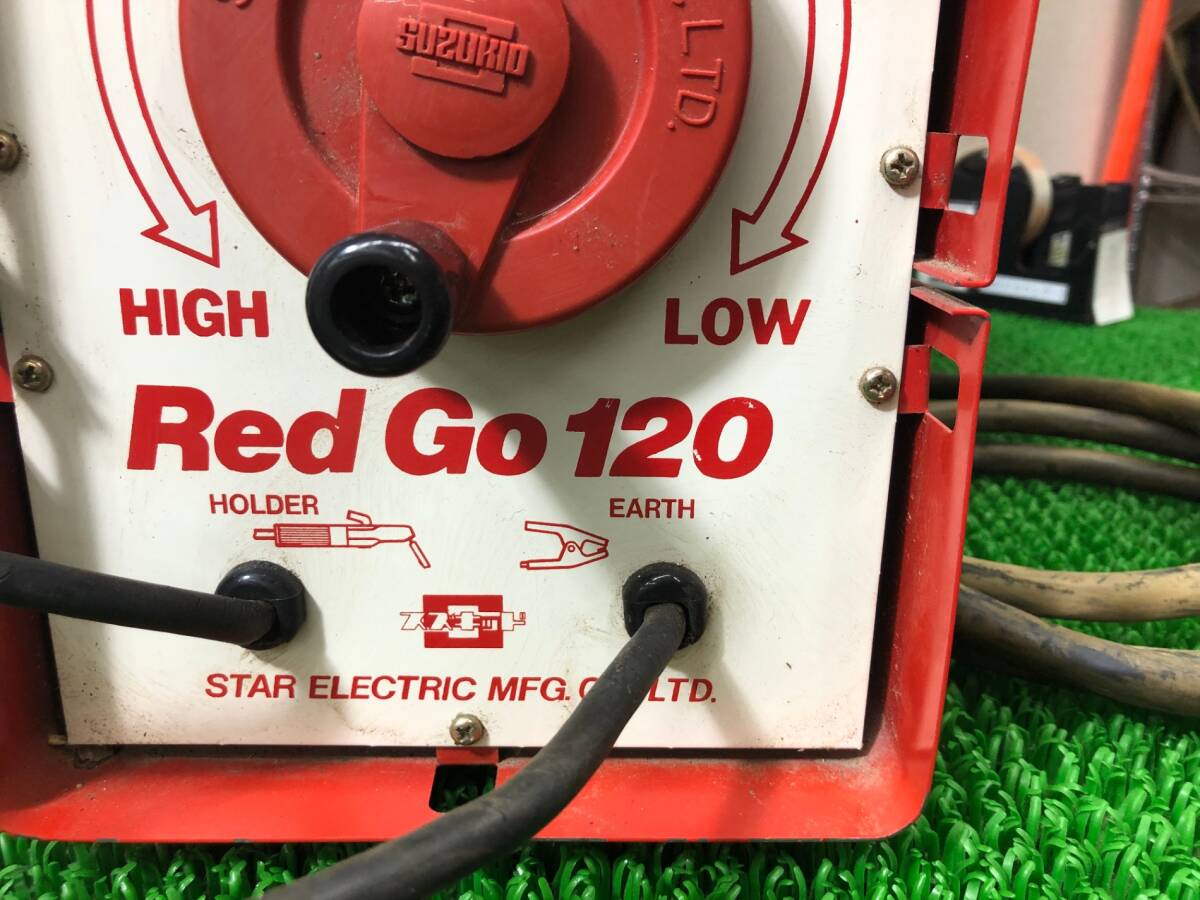 SUZUKID
, LTD.
HIGH
LOW
Red Go 120
HOLDER
EARTH
スズキッド
STAR ELECTRIC MFG. LTD.